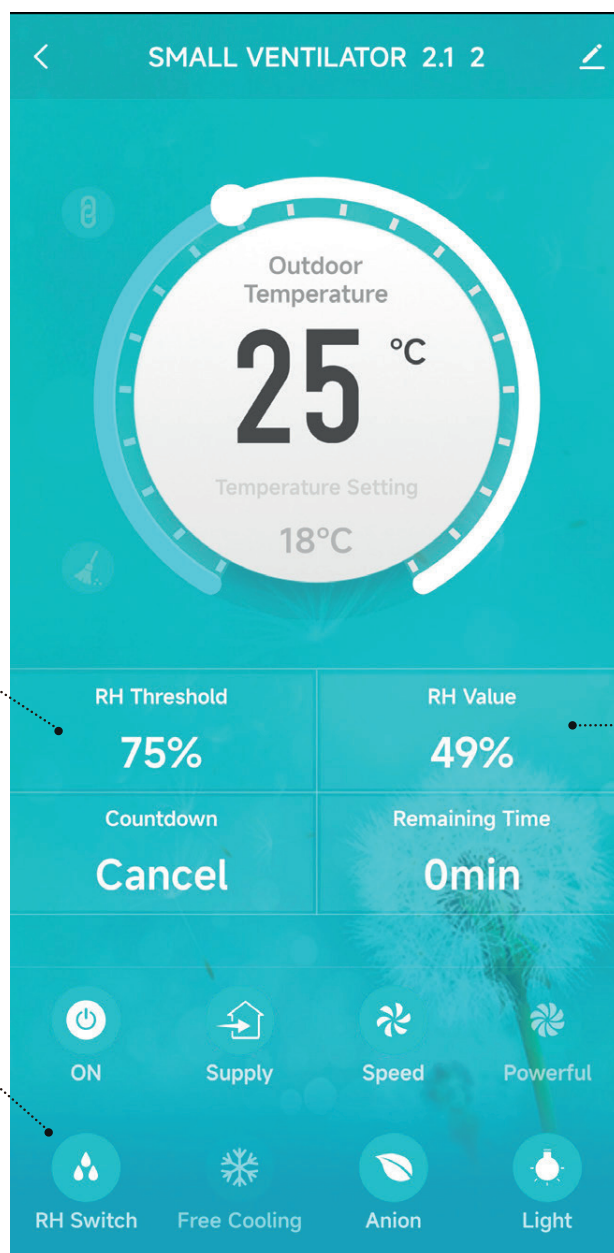 SMALL VENTILATOR 2.1 2
Outdoor
Temperature
25 °C
Temperature Setting
18°C
RH Threshold
RH Value
75%
49%
Countdown
Remaining Time
Cancel
0min
ON
Supply
Speed
Powerful
RH Switch
Free Cooling
Anion
Light